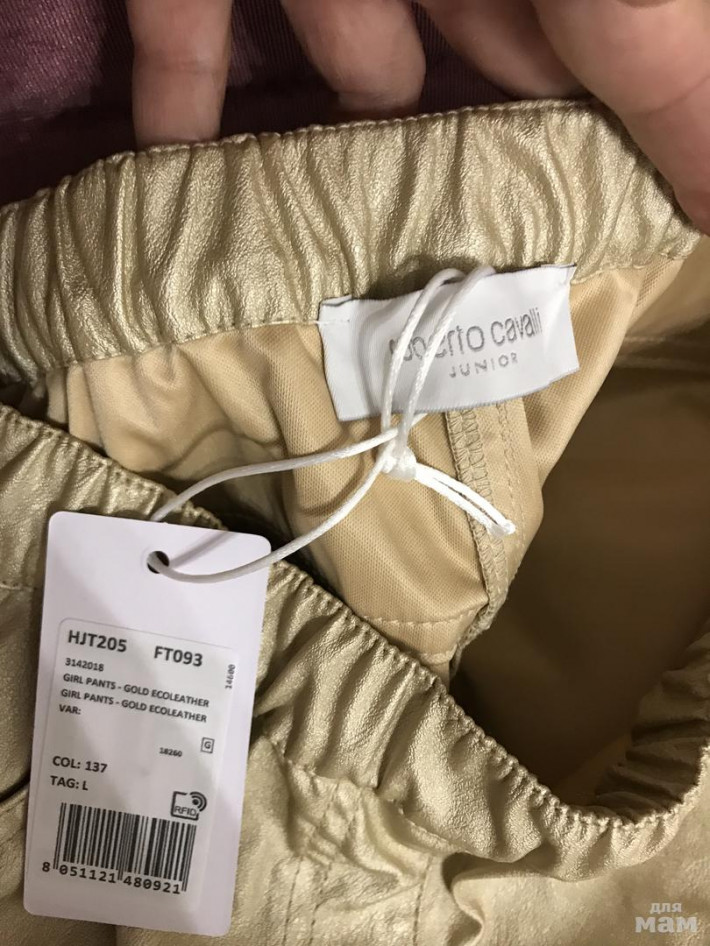 roberto cavalli
JUNIOR
HJT205 FT093
3142018
14600
GIRL PANTS - GOLD ECOLEATHER
GIRL PANTS - GOLD ECOLEATHER
VAR:
18260 G
COL: 137
TAG: L
RFID
8 051121 480921
для
мам